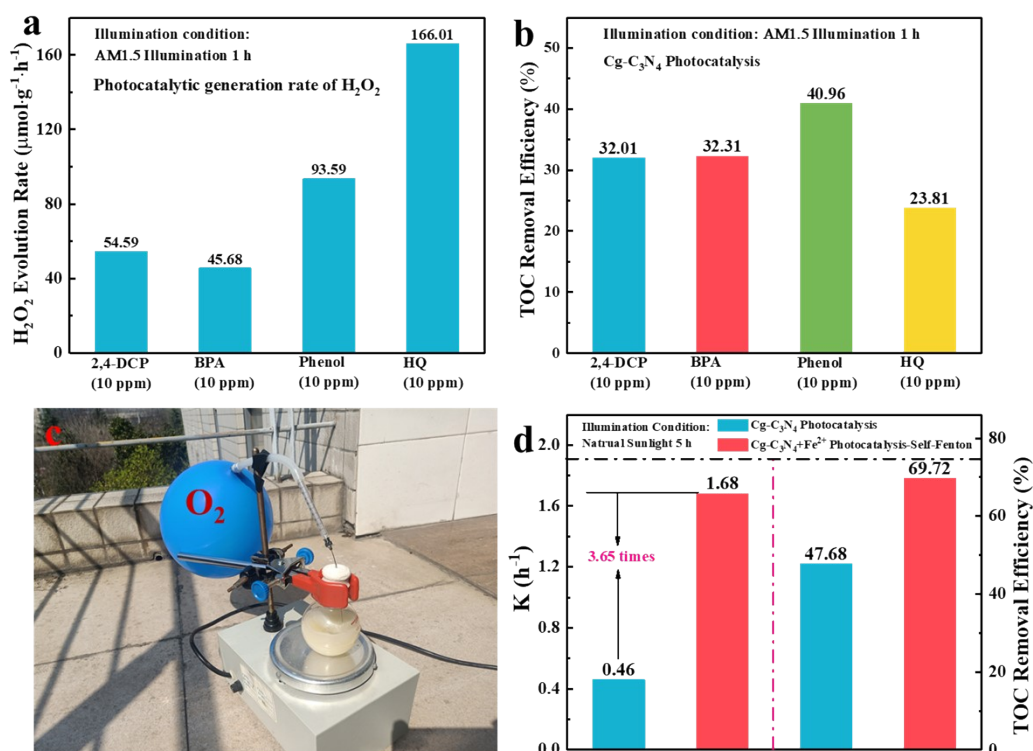 a
Illumination condition:
AM1.5 Illumination 1 h
Photocatalytic generation rate of H₂O₂
H₂O₂ Evolution Rate (μmol·g⁻¹·h⁻¹)
160
120
80
40
0
54.59
45.68
93.59
166.01
2,4-DCP
(10 ppm)
BPA
(10 ppm)
Phenol
(10 ppm)
HQ
(10 ppm)
b
Illumination condition: AM1.5 Illumination 1 h
Cg-C₃N₄ Photocatalysis
TOC Removal Efficiency (%)
50
40
30
20
10
0
32.01
32.31
40.96
23.81
2,4-DCP
(10 ppm)
BPA
(10 ppm)
Phenol
(10 ppm)
HQ
(10 ppm)
c
O₂
d
Illumination Condition:
Natrual Sunlight 5 h
Cg-C₃N₄ Photocatalysis
Cg-C₃N₄+Fe²⁺ Photocatalysis-Self-Fenton
K (h⁻¹)
2.0
1.6
1.2
0.8
0.4
0.0
0.46
1.68
3.65 times
47.68
69.72
80
60
40
20
0
TOC Removal Efficiency (%)